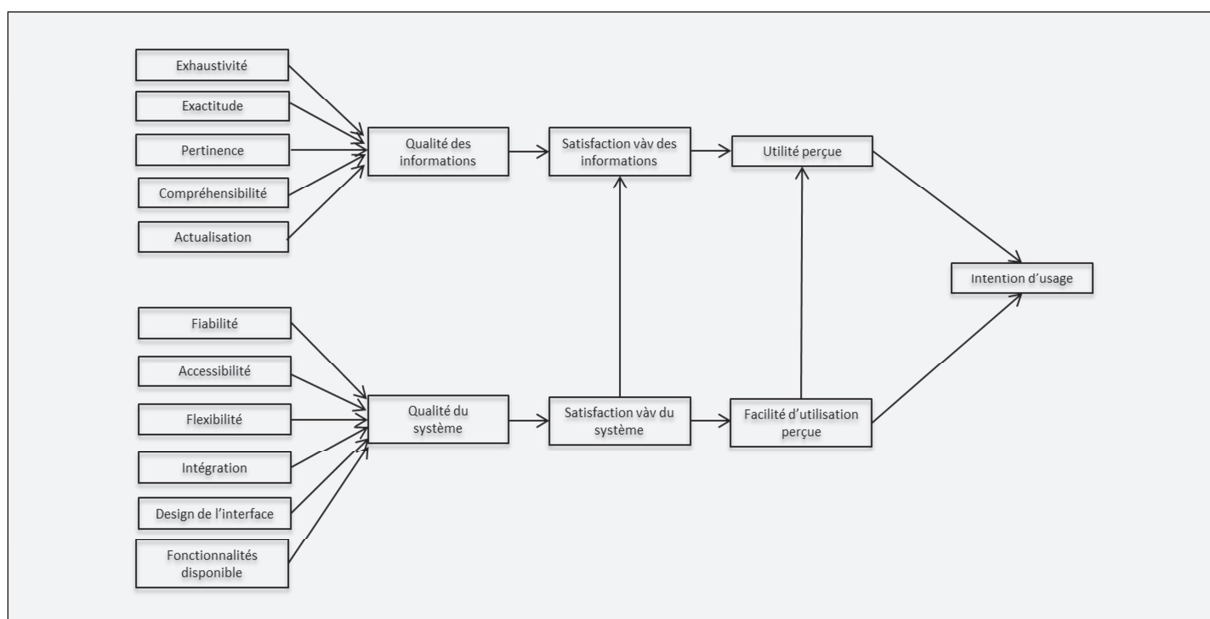 Exhaustivité
Exactitude
Pertinence
Compréhensibilité
Actualisation
Qualité des
informations
Satisfaction vàv des
informations
Utilité perçue
Intention d’usage
Fiabilité
Accessibilité
Flexibilité
Intégration
Design de l’interface
Fonctionnalités
disponible
Qualité du
système
Satisfaction vàv du
système
Facilité d’utilisation
perçue